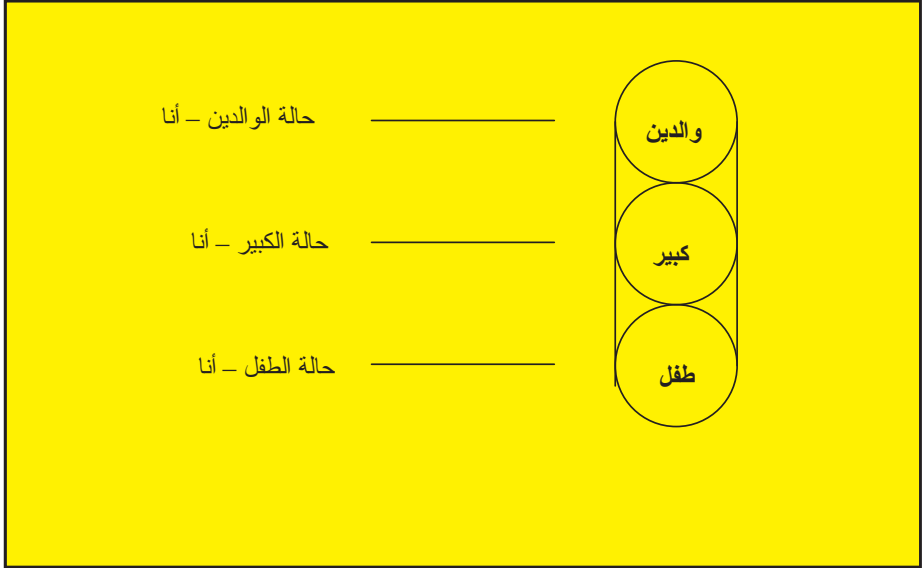 والدين
حالة الوالدين – أنا
كبير
حالة الكبير – أنا
طفل
حالة الطفل – أنا